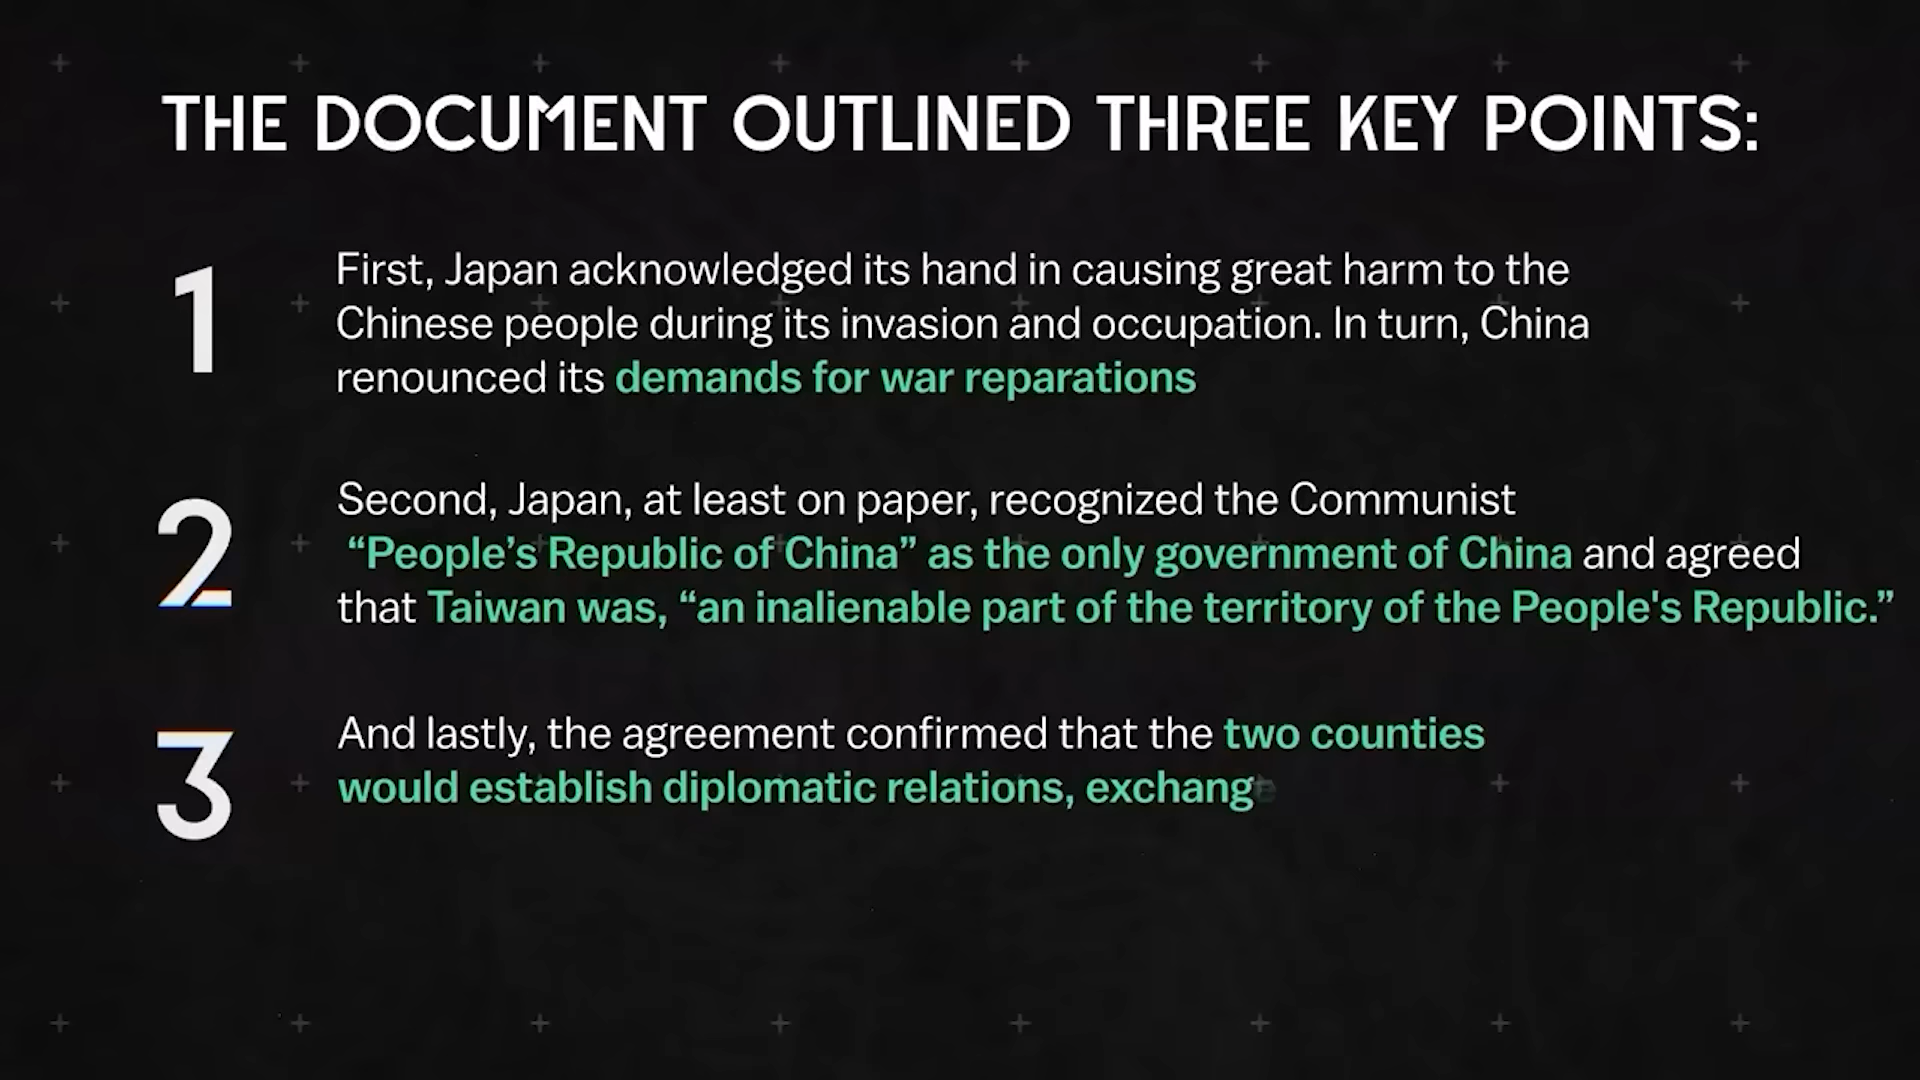 THE DOCUMENT OUTLINED THREE KEY POINTS:
1
First, Japan acknowledged its hand in causing great harm to the
Chinese people during its invasion and occupation. In turn, China
renounced its demands for war reparations
2
Second, Japan, at least on paper, recognized the Communist
“People’s Republic of China” as the only government of China and agreed
that Taiwan was, “an inalienable part of the territory of the People's Republic.”
3
And lastly, the agreement confirmed that the two counties
would establish diplomatic relations, exchange